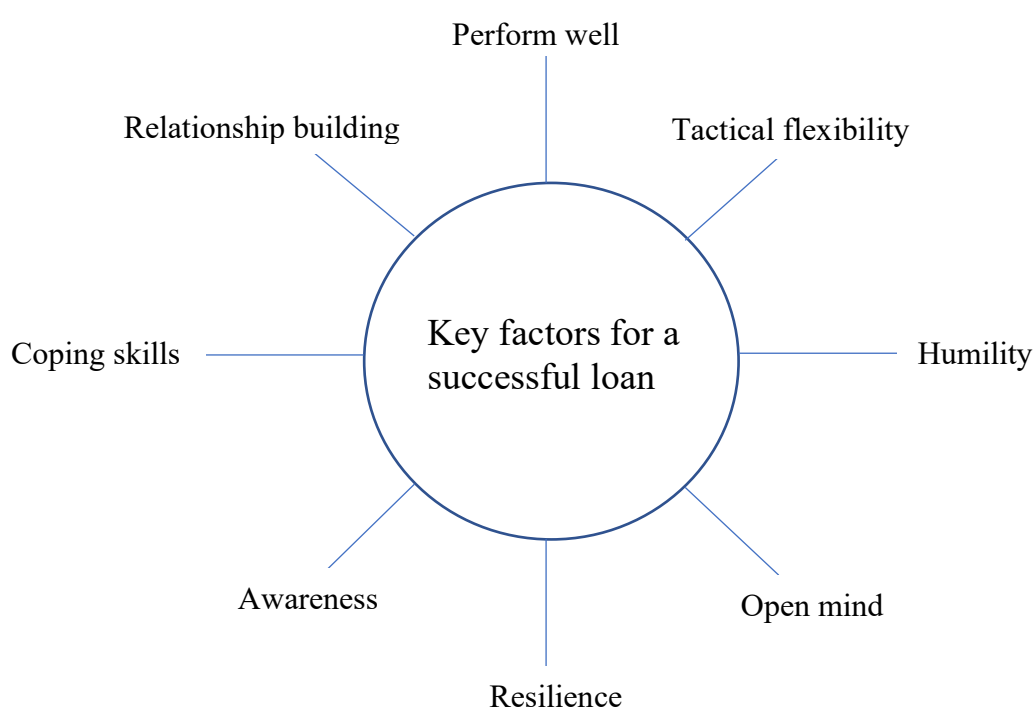 Perform well
Relationship building
Tactical flexibility
Key factors for a
successful loan
Coping skills
Humility
Awareness
Open mind
Resilience